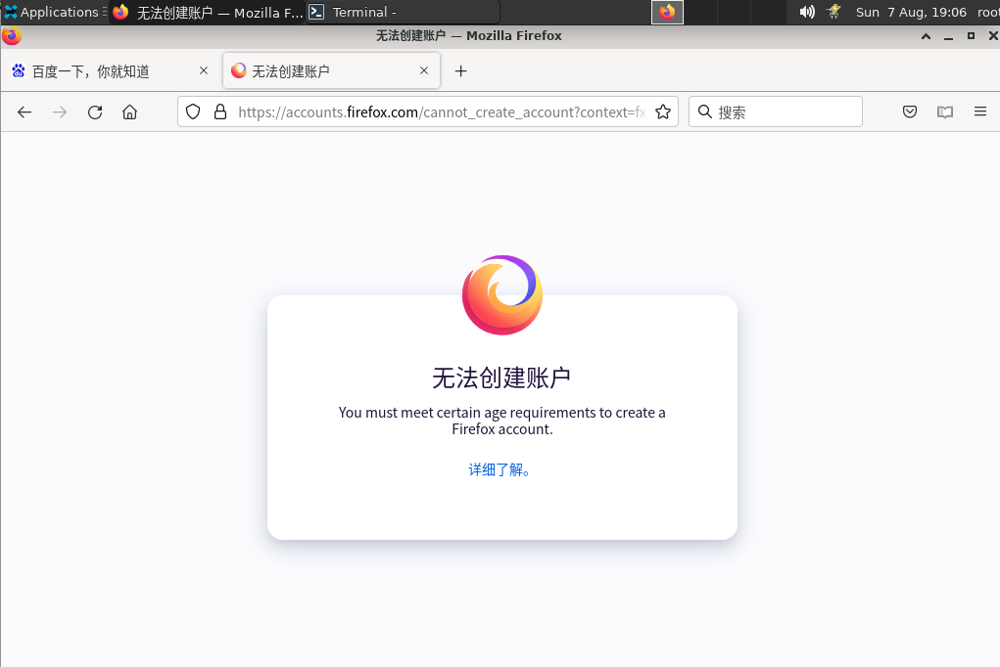 Applications
无法创建账户 — Mozilla F...
Terminal -
Sun 7 Aug, 19:06 root
无法创建账户 — Mozilla Firefox
百度一下，你就知道
无法创建账户
https://accounts.firefox.com/cannot_create_account?context=fx
搜索
无法创建账户
You must meet certain age requirements to create a
Firefox account.
详细了解。